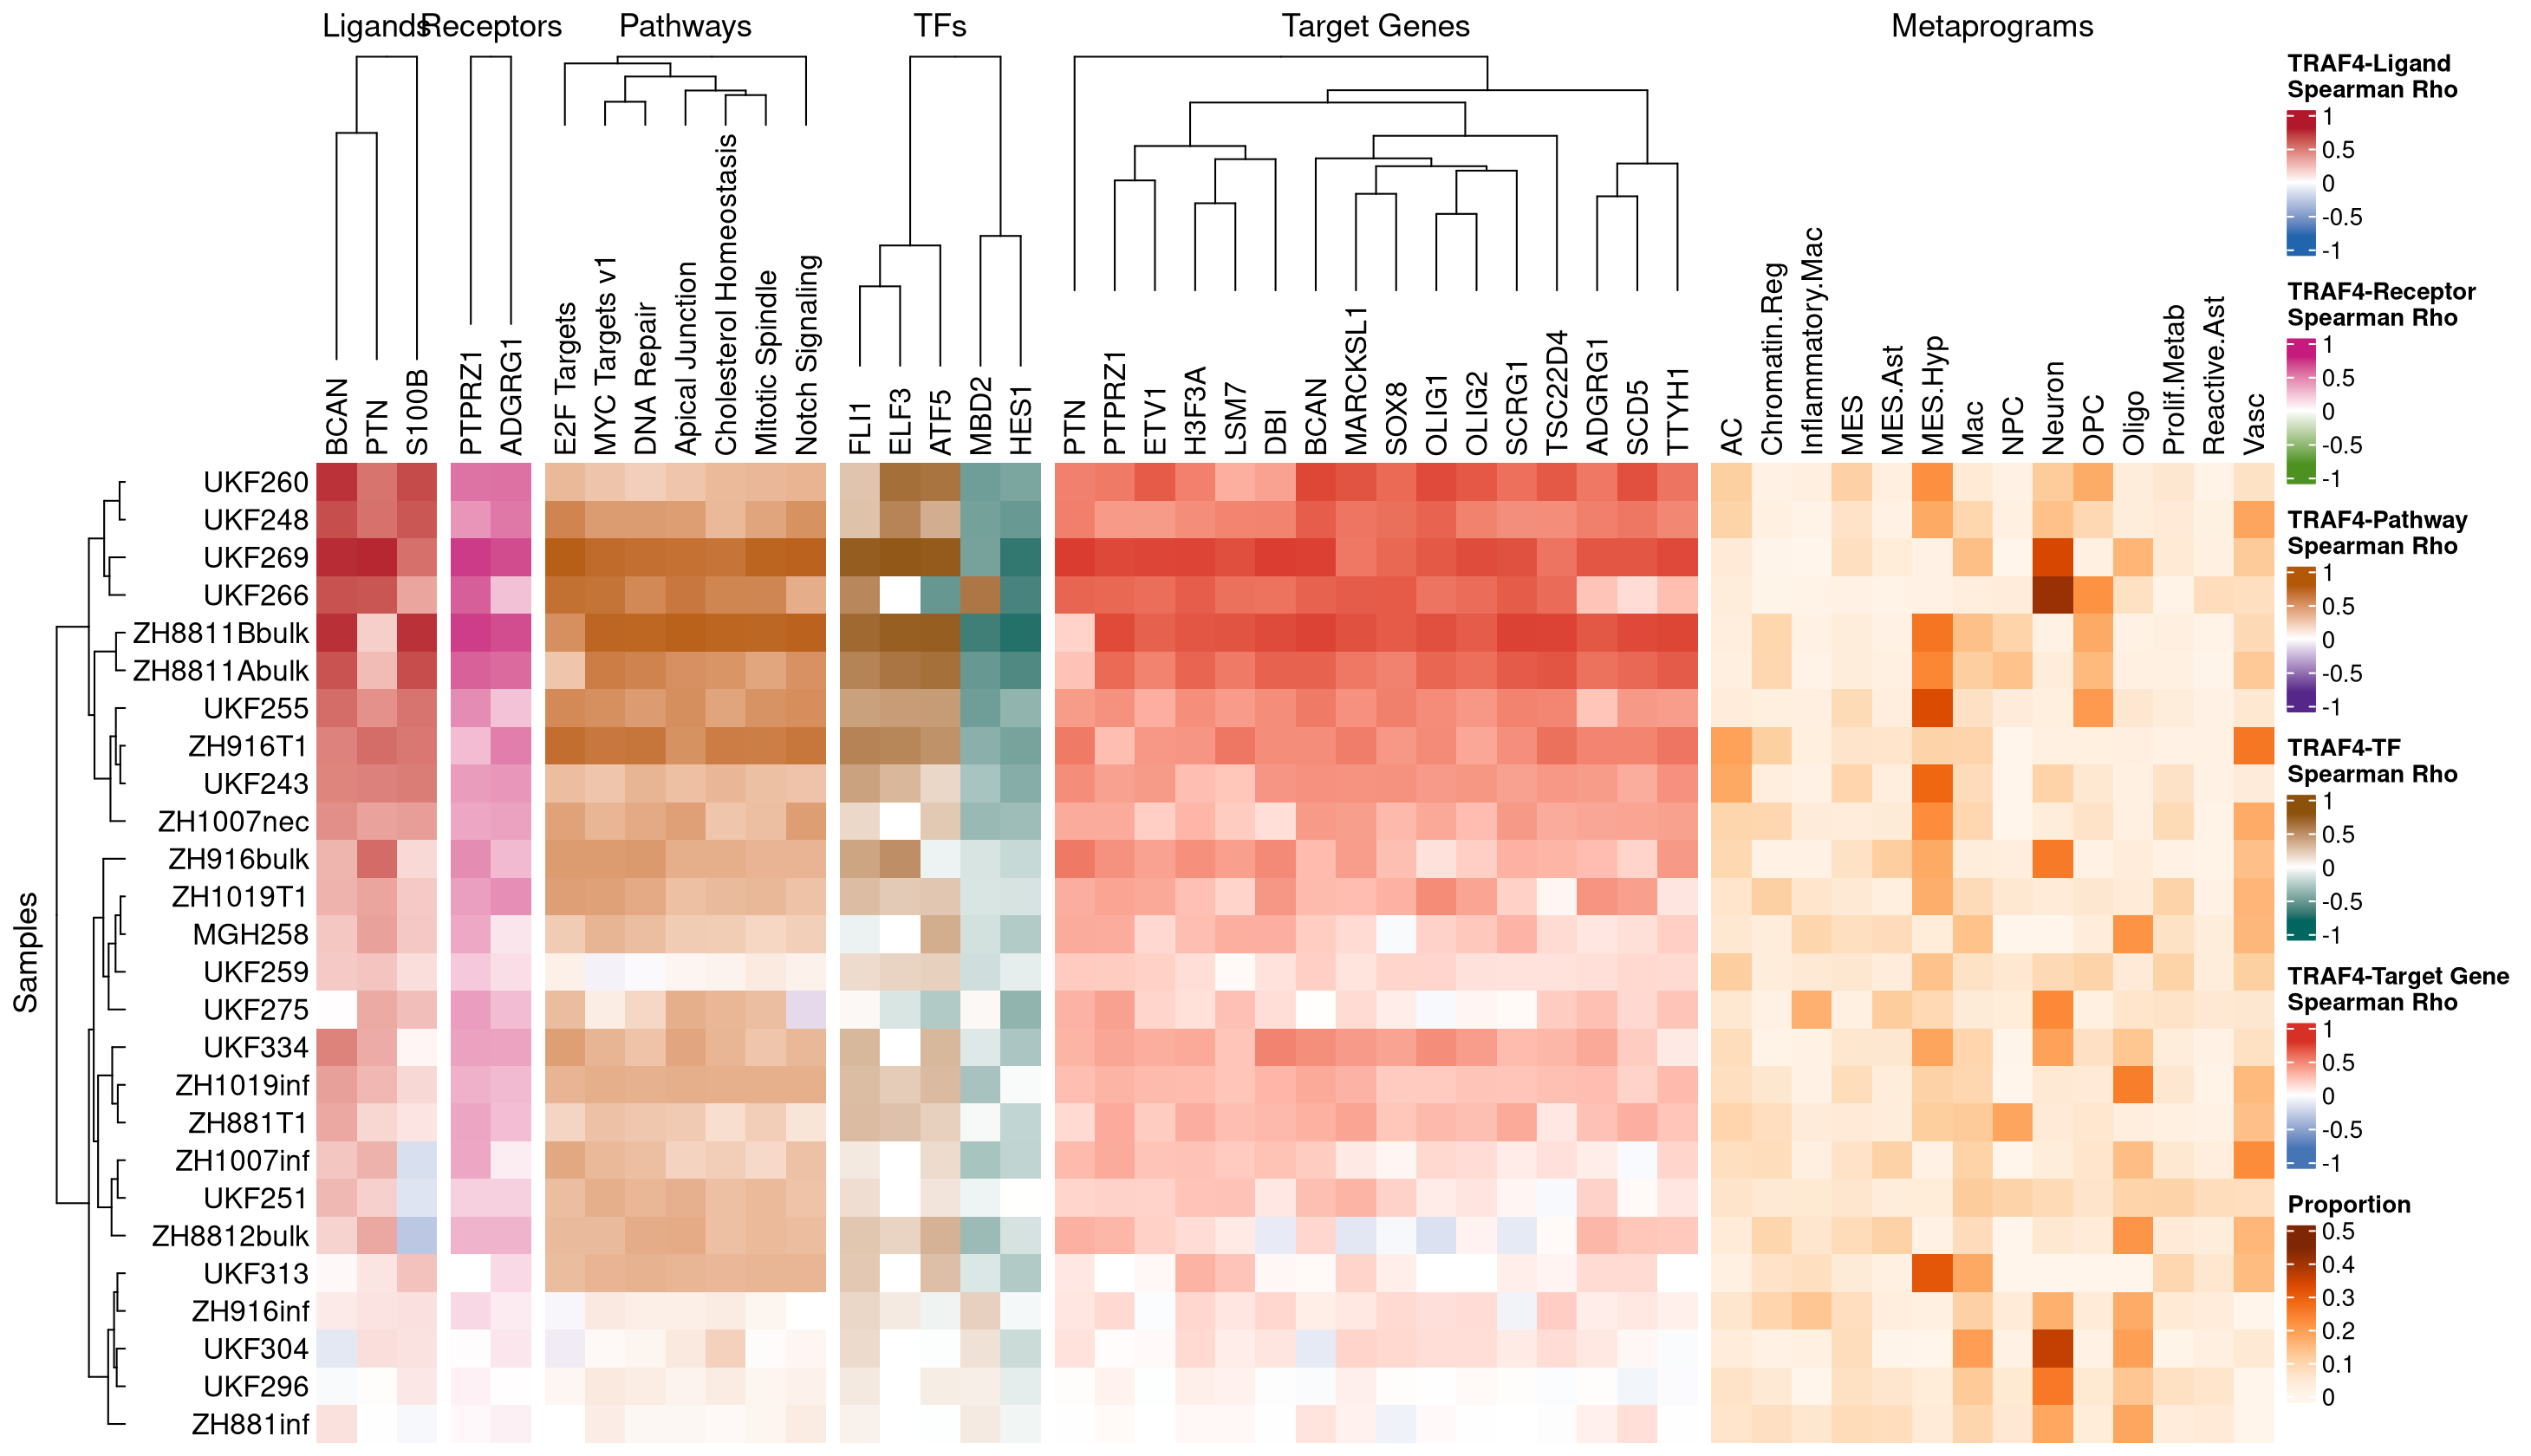 Ligands
Receptors
Pathways
TFs
Target Genes
Metaprograms
BCAN
PTN
S100B
PTPRZ1
ADGRG1
E2F Targets
MYC Targets v1
DNA Repair
Apical Junction
Cholesterol Homeostasis
Mitotic Spindle
Notch Signaling
FLI1
ELF3
ATF5
MBD2
HES1
PTN
PTPRZ1
ETV1
H3F3A
LSM7
DBI
BCAN
MARCKSL1
SOX8
OLIG1
OLIG2
SCRG1
TSC22D4
ADGRG1
SCD5
TTYH1
AC
Chromatin.Reg
Inflammatory.Mac
MES
MES.Ast
MES.Hyp
Mac
NPC
Neuron
OPC
Oligo
Prolif.Metab
Reactive.Ast
Vasc
Samples
UKF260
UKF248
UKF269
UKF266
ZH8811Bbulk
ZH8811Abulk
UKF255
ZH916T1
UKF243
ZH1007nec
ZH916bulk
ZH1019T1
MGH258
UKF259
UKF275
UKF334
ZH1019inf
ZH881T1
ZH1007inf
UKF251
ZH8812bulk
UKF313
ZH916inf
UKF304
UKF296
ZH881inf
TRAF4-Ligand
Spearman Rho
1
0.5
0
-0.5
-1
TRAF4-Receptor
Spearman Rho
1
0.5
0
-0.5
-1
TRAF4-Pathway
Spearman Rho
1
0.5
0
-0.5
-1
TRAF4-TF
Spearman Rho
1
0.5
0
-0.5
-1
TRAF4-Target Gene
Spearman Rho
1
0.5
0
-0.5
-1
Proportion
0.5
0.4
0.3
0.2
0.1
0